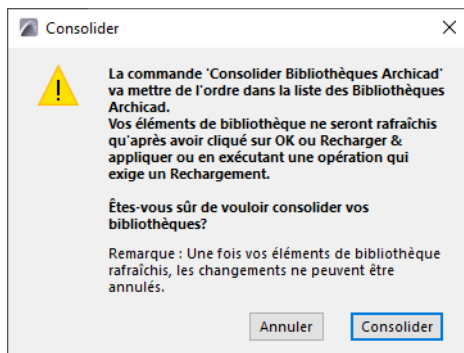 Consolider
La commande 'Consolider Bibliothèques Archicad'
va mettre de l'ordre dans la liste des Bibliothèques
Archicad.
Vos éléments de bibliothèque ne seront rafraîchis
qu'après avoir cliqué sur OK ou Recharger &
appliquer ou en exécutant une opération qui
exige un Rechargement.
Êtes-vous sûr de vouloir consolider vos
bibliothèques?
Remarque : Une fois vos éléments de bibliothèque
rafraîchis, les changements ne peuvent être
annulés.
Annuler Consolider